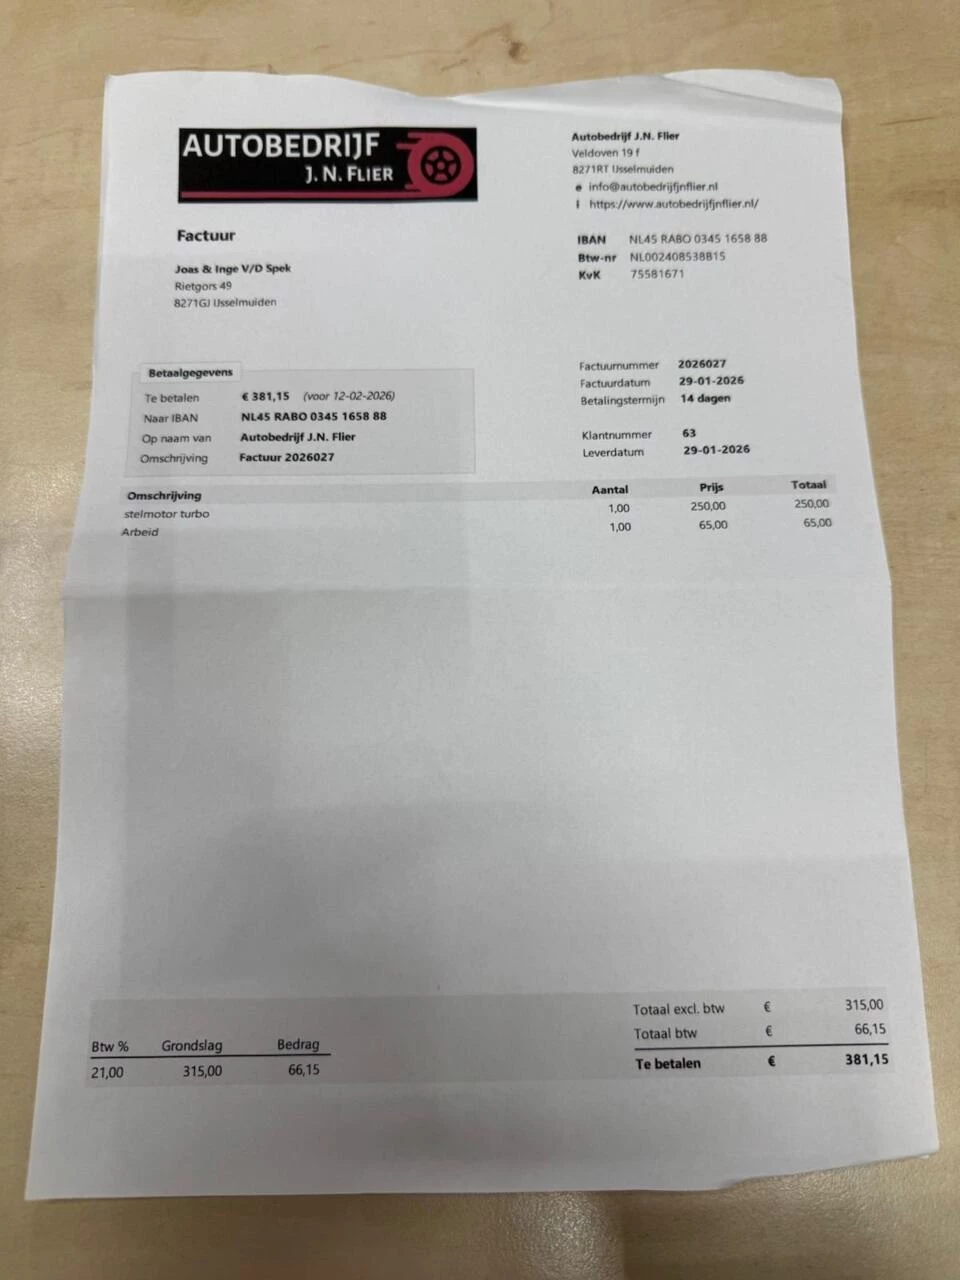 AUTOBEDRIJF
J. N. FLIER
Autobedrijf J.N. Flier
Veldoven 19 f
8271RT IJsselmuiden
e info@autobedrijfjnflier.nl
I https://www.autobedrijfjnflier.nl/
Factuur
IBAN NL45 RABO 0345 1658 88
Btw-nr NL002408538B15
KvK 75581671
Joas & Inge V/D Spek
Rietgors 49
8271GJ IJsselmuiden
Betaalgegevens
Te betalen € 381,15 (voor 12-02-2026)
Naar IBAN NL45 RABO 0345 1658 88
Op naam van Autobedrijf J.N. Flier
Omschrijving Factuur 2026027
Factuurnummer 2026027
Factuurdatum 29-01-2026
Betalingstermijn 14 dagen
Klantnummer 63
Leverdatum 29-01-2026
Omschrijving Aantal Prijs Totaal
stelmotor turbo 1,00 250,00 250,00
Arbeid 1,00 65,00 65,00
Totaal excl. btw € 315,00
Totaal btw € 66,15
Te betalen € 381,15
Btw % Grondslag Bedrag
21,00 315,00 66,15